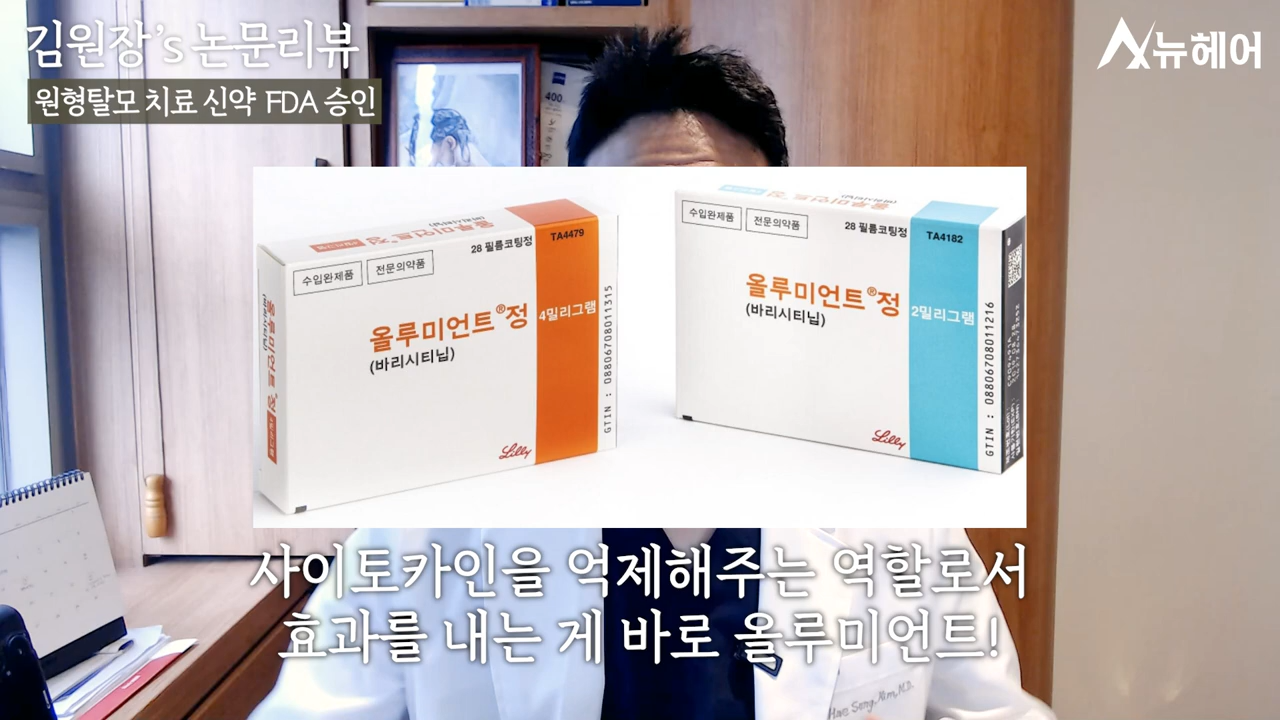 김원장's 논문리뷰
원형탈모 치료 신약 FDA 승인
뉴헤어
400
수입완제품
전문의약품
28 필름코팅정
TA4479
올루미언트®정
(바리시티닙)
4밀리그램
GTIN : 08806708011315
Lilly
수입완제품
전문의약품
28 필름코팅정
TA4182
올루미언트®정
(바리시티닙)
2밀리그램
GTIN : 08806708011216
Lilly
사이토카인을 억제해주는 역할로서
효과를 내는 게 바로 올루미언트!
Kim, M.D.